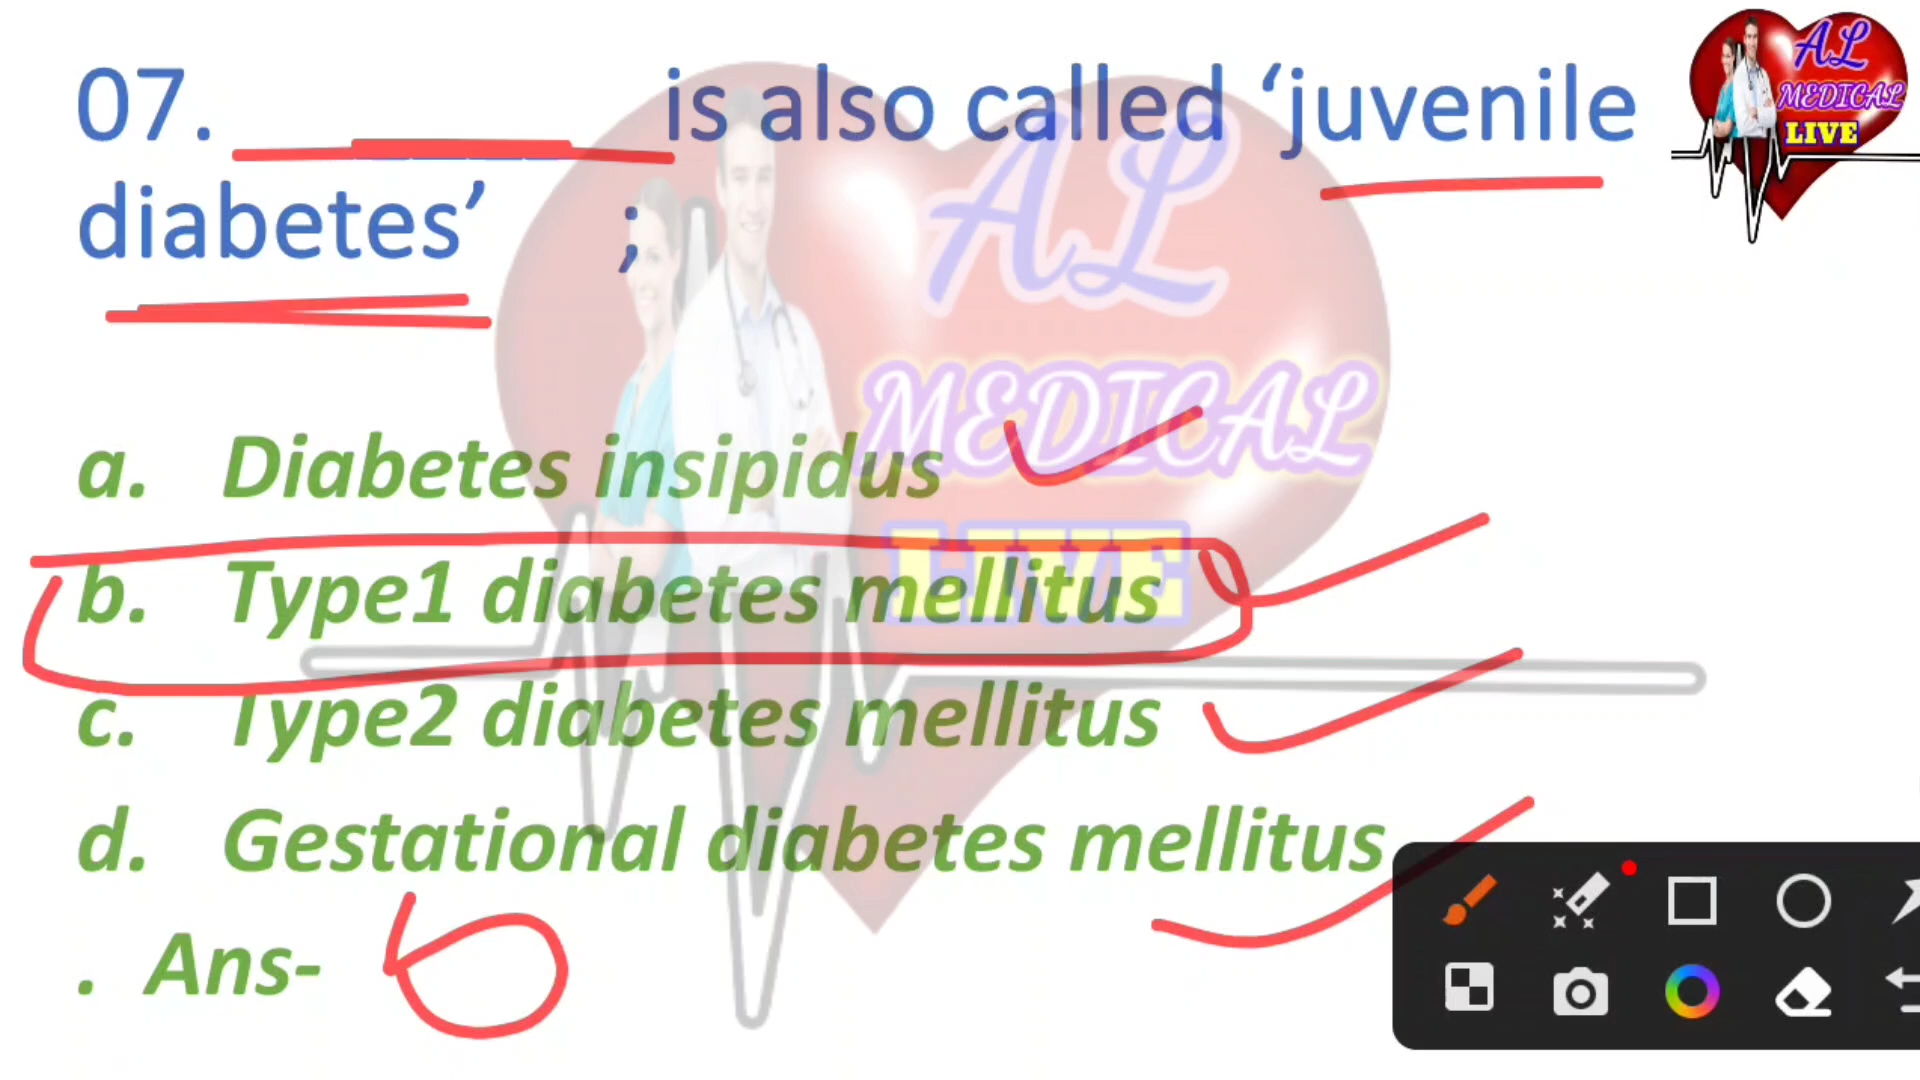 07. ________ is also called ‘juvenile
diabetes’ ;
a. Diabetes insipidus
b. Type1 diabetes mellitus
c. Type2 diabetes mellitus
d. Gestational diabetes mellitus
. Ans- b
AL
MEDICAL
LIVE
AL
MEDICAL
LIVE